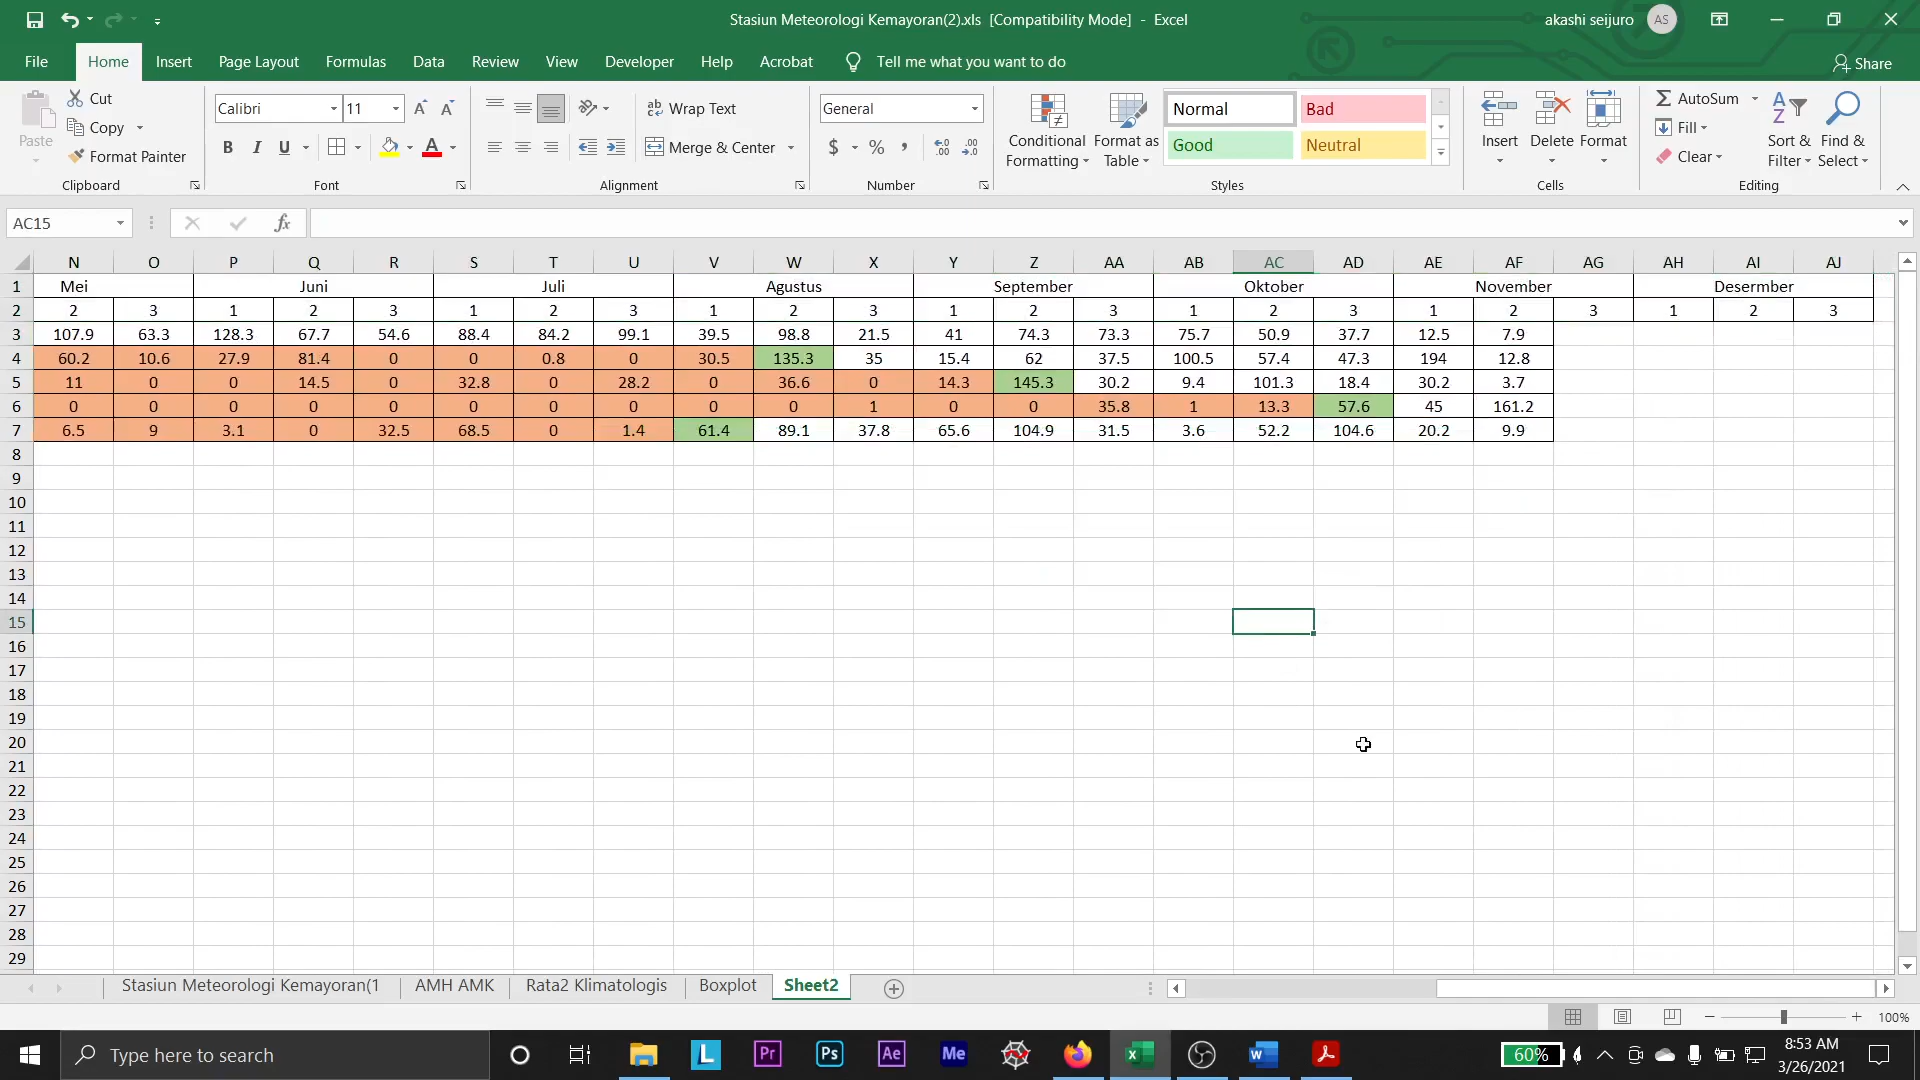 Stasiun Meteorologi Kemayoran(2).xls [Compatibility Mode] - Excel
akashi seijuro AS
File Home Insert Page Layout Formulas Data Review View Developer Help Acrobat Tell me what you want to do Share
Cut
Copy
Format Painter
Paste
Clipboard
Calibri 11
B I U
Font
Wrap Text
Merge & Center
Alignment
General
$ % ,
Number
Conditional Formatting
Format as Table
Normal Bad
Good Neutral
Styles
Insert Delete Format
Cells
AutoSum
Fill
Clear
Sort & Filter
Find & Select
Editing
AC15 fx
N O P Q R S T U V W X Y Z AA AB AC AD AE AF AG AH AI AJ
1 Mei Juni Juli Agustus September Oktober November Desermber
2 2 3 1 2 3 1 2 3 1 2 3 1 2 3 1 2 3 1 2 3 1 2 3
3 107.9 63.3 128.3 67.7 54.6 88.4 84.2 99.1 39.5 98.8 21.5 41 74.3 73.3 75.7 50.9 37.7 12.5 7.9
4 60.2 10.6 27.9 81.4 0 0 0.8 0 30.5 135.3 35 15.4 62 37.5 100.5 57.4 47.3 194 12.8
5 11 0 0 14.5 0 32.8 0 28.2 0 36.6 0 14.3 145.3 30.2 9.4 101.3 18.4 30.2 3.7
6 0 0 0 0 0 0 0 0 0 0 1 0 0 35.8 1 13.3 57.6 45 161.2
7 6.5 9 3.1 0 32.5 68.5 0 1.4 61.4 89.1 37.8 65.6 104.9 31.5 3.6 52.2 104.6 20.2 9.9
8
9
10
11
12
13
14
15
16
17
18
19
20
21
22
23
24
25
26
27
28
29
Stasiun Meteorologi Kemayoran(1 AMH AMK Rata2 Klimatologis Boxplot Sheet2
100%
Type here to search
L Pr Ps Ae Me
60%
8:53 AM
3/26/2021